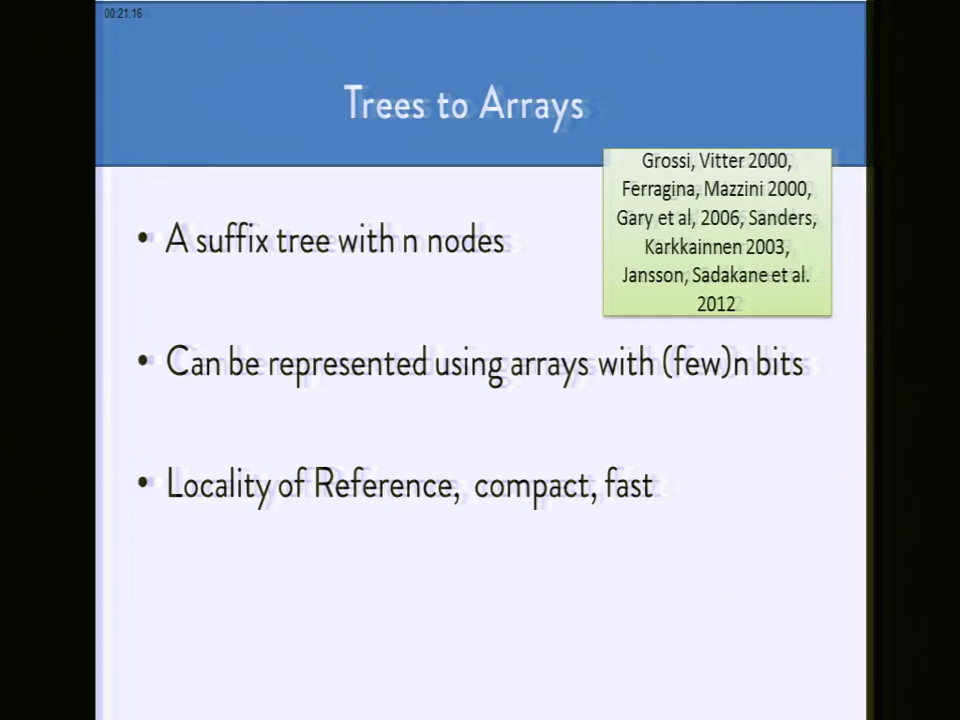 00:21:16
Trees to Arrays
Grossi, Vitter 2000,
Ferragina, Mazzini 2000,
Gary et al, 2006, Sanders,
Karkkainnen 2003,
Jansson, Sadakane et al.
2012
• A suffix tree with n nodes
• Can be represented using arrays with (few)n bits
• Locality of Reference, compact, fast